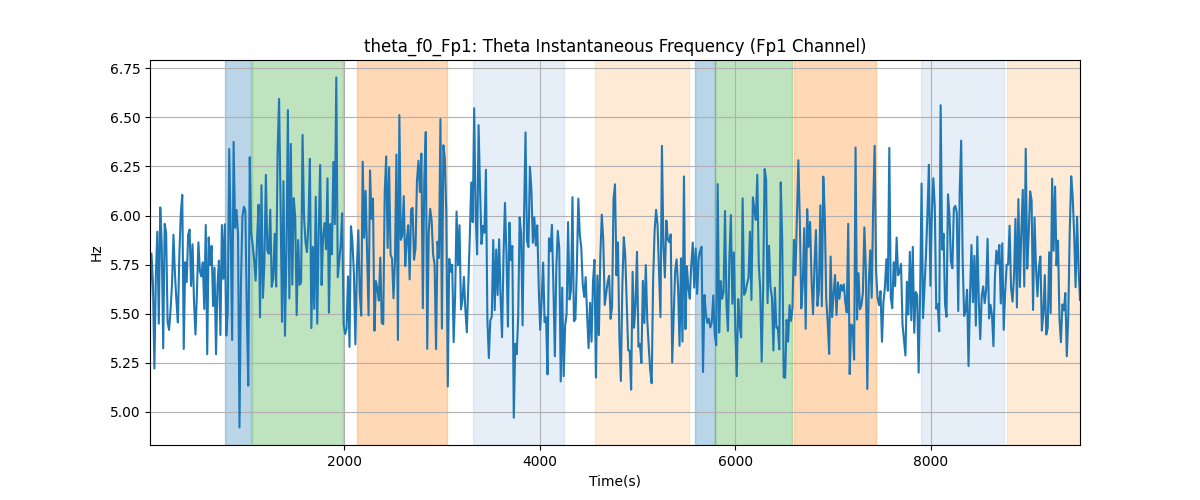 theta_f0_Fp1: Theta Instantaneous Frequency (Fp1 Channel)
6.75
6.50
6.25
6.00
5.75
5.50
5.25
5.00
Hz
2000 4000 6000 8000
Time(s)